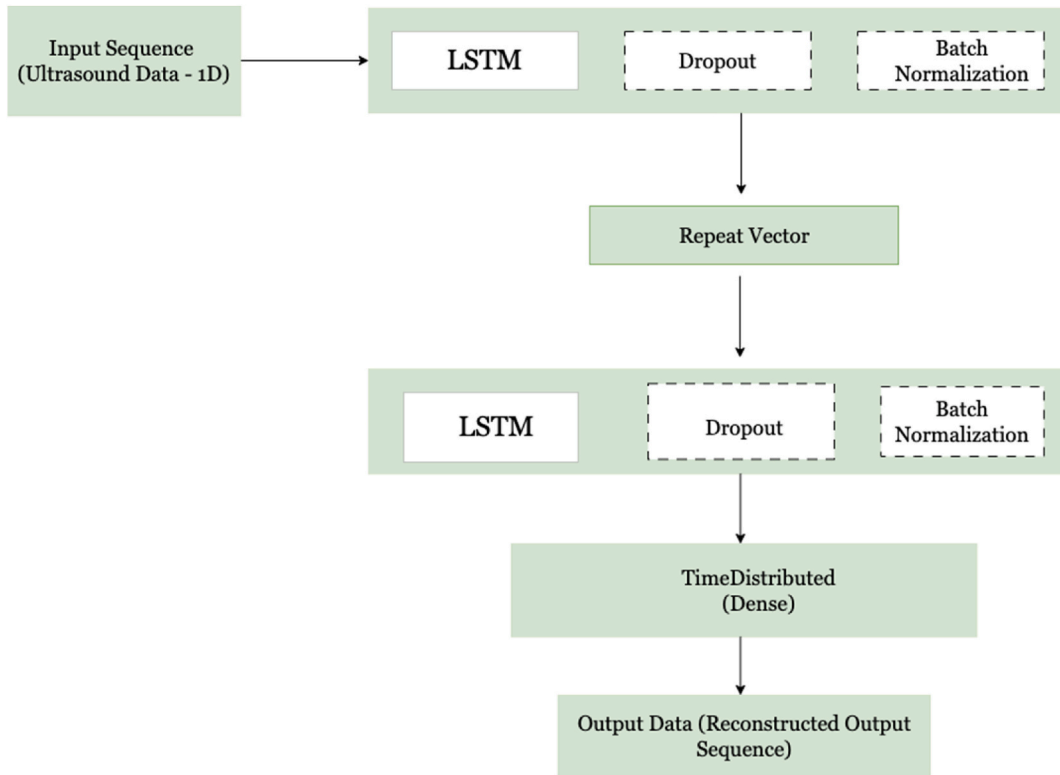 Input Sequence
(Ultrasound Data - 1D)
LSTM
Dropout
Batch
Normalization
Repeat Vector
LSTM
Dropout
Batch
Normalization
TimeDistributed
(Dense)
Output Data (Reconstructed Output
Sequence)